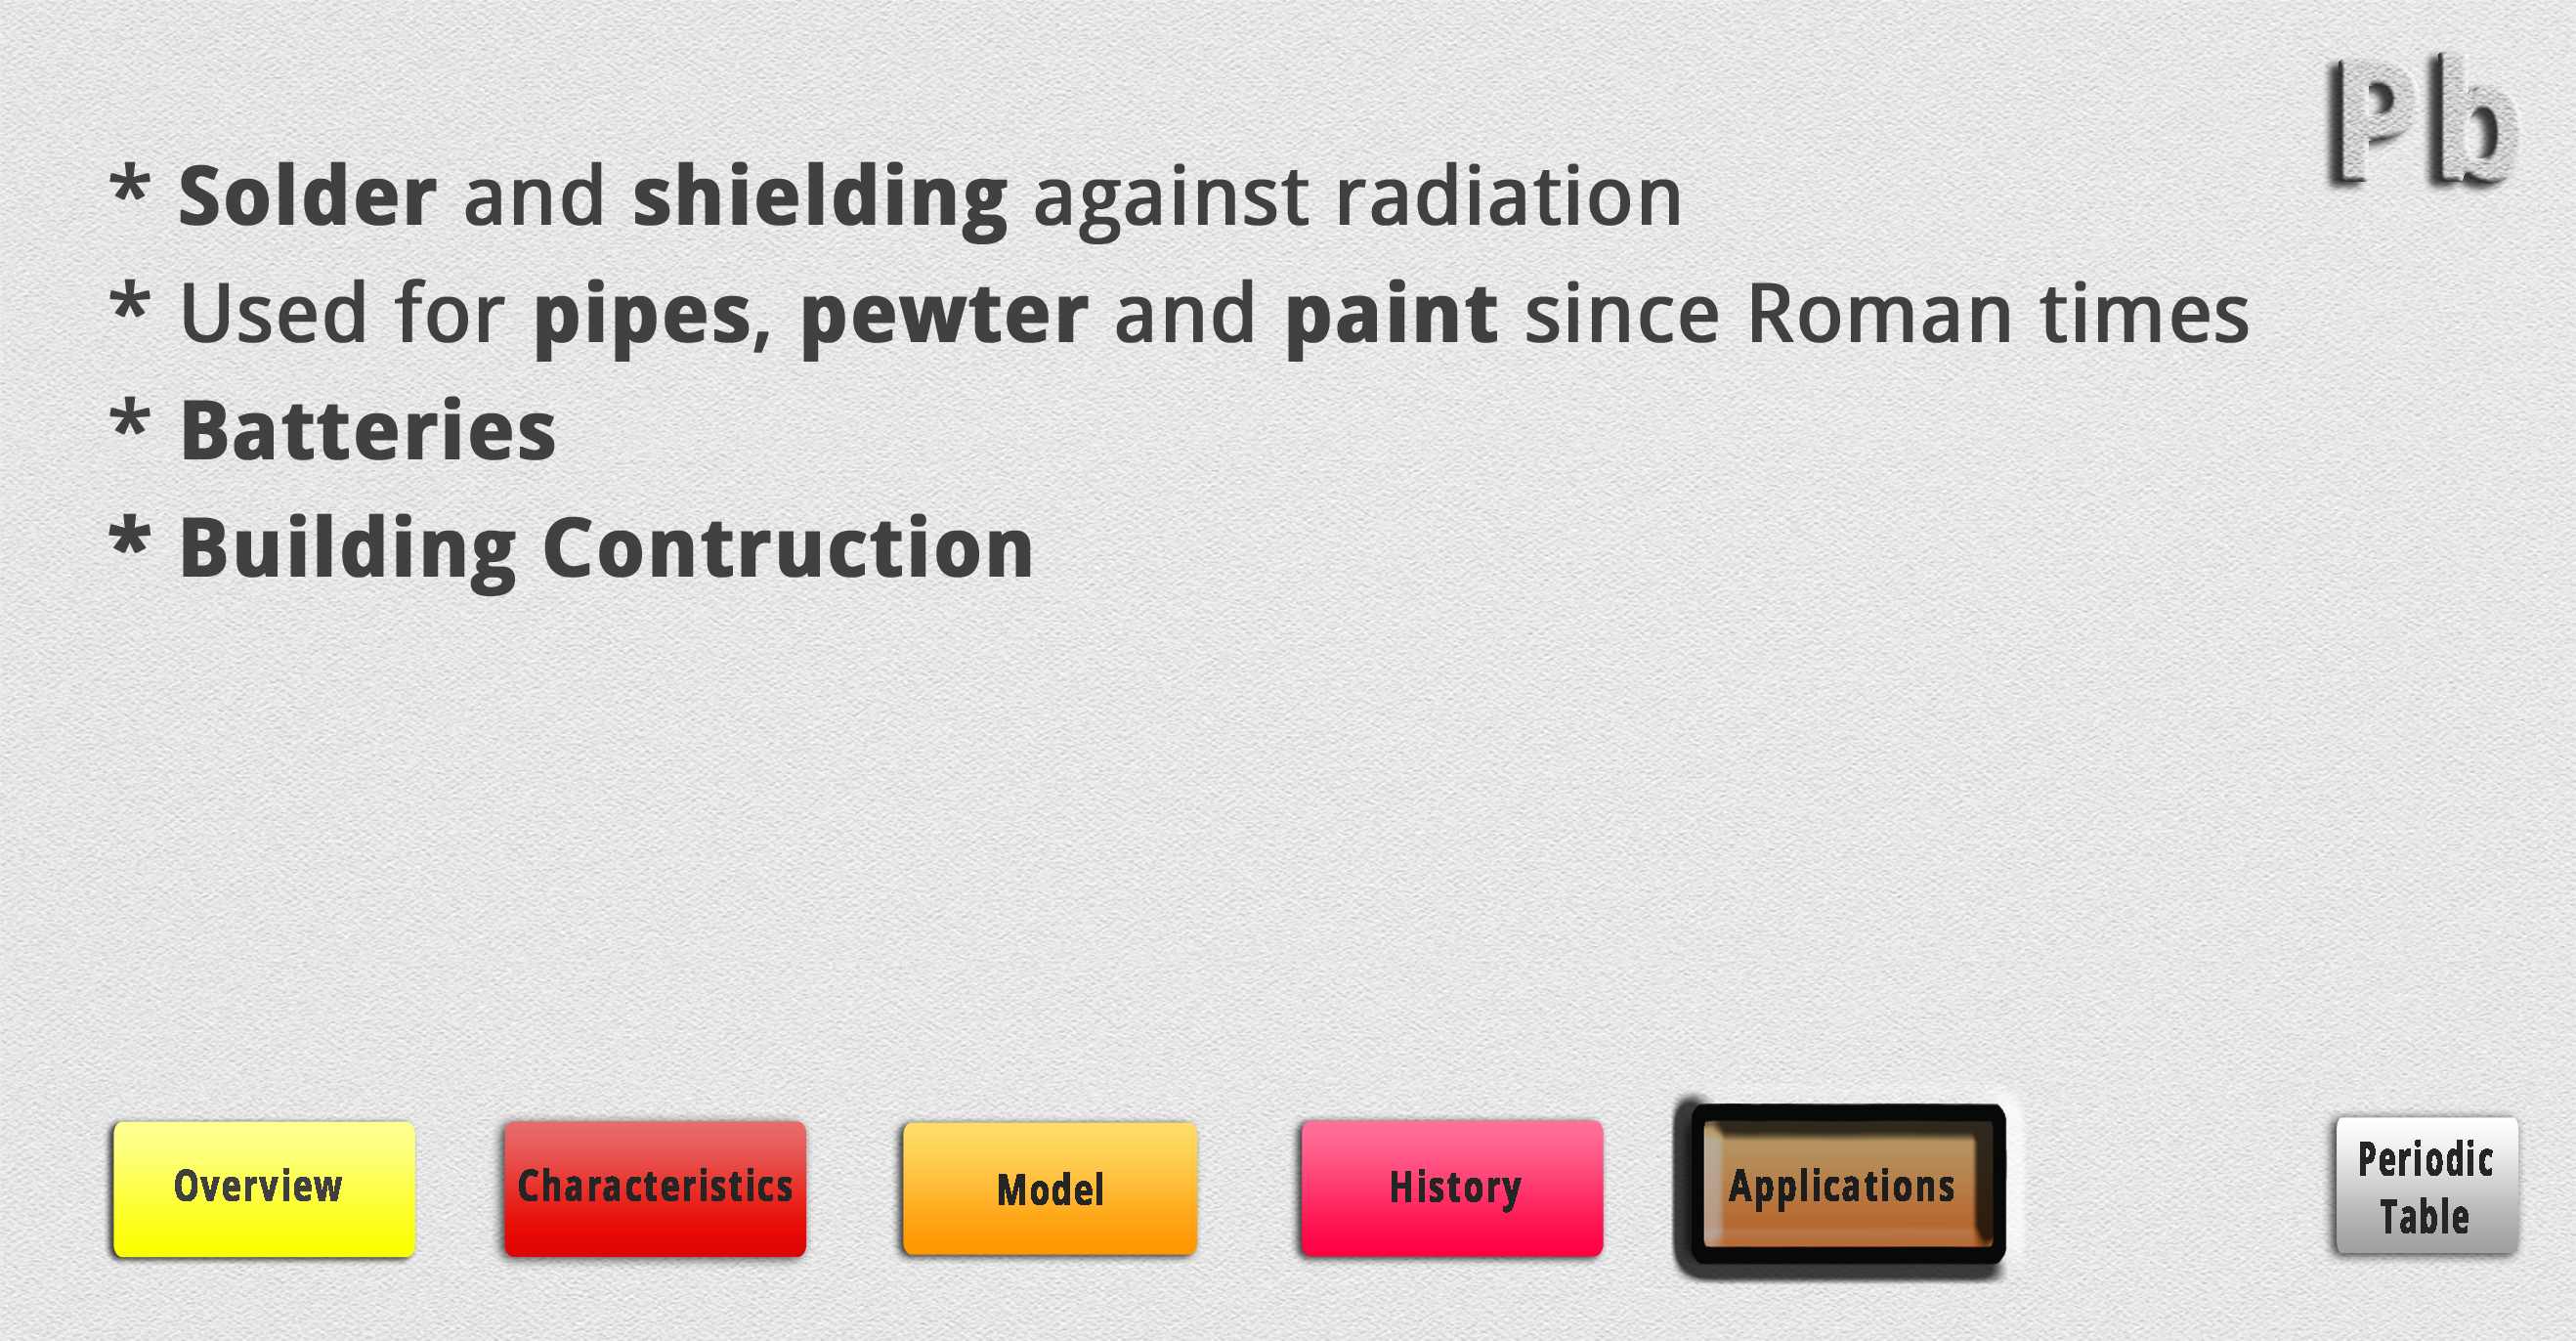 Pb
* Solder and shielding against radiation
* Used for pipes, pewter and paint since Roman times
* Batteries
* Building Contruction
Overview
Characteristics
Model
History
Applications
Periodic
Table